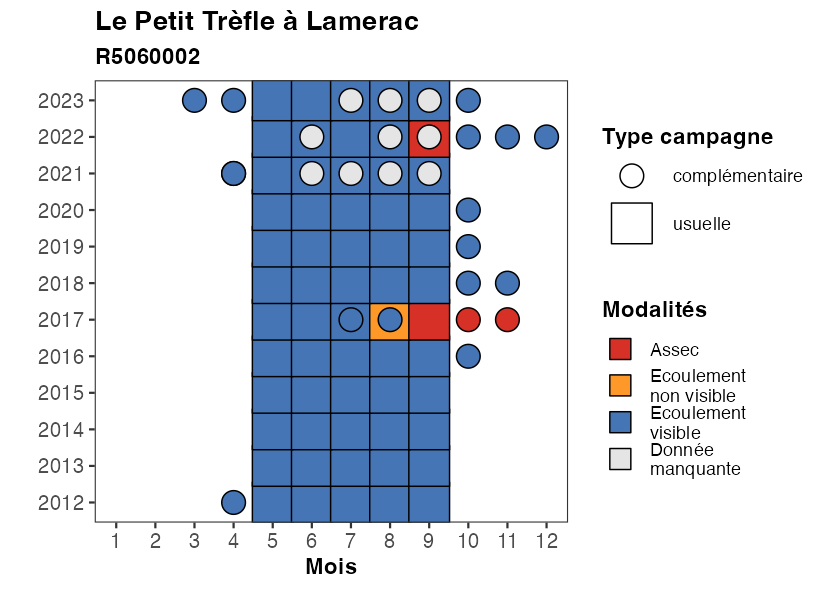 Le Petit Trèfle à Lamerac
R5060002
2023
2022
2021
2020
2019
2018
2017
2016
2015
2014
2013
2012
1 2 3 4 5 6 7 8 9 10 11 12
Mois
Type campagne
complémentaire
usuelle
Modalités
Assec
Ecoulement
non visible
Ecoulement
visible
Donnée
manquante